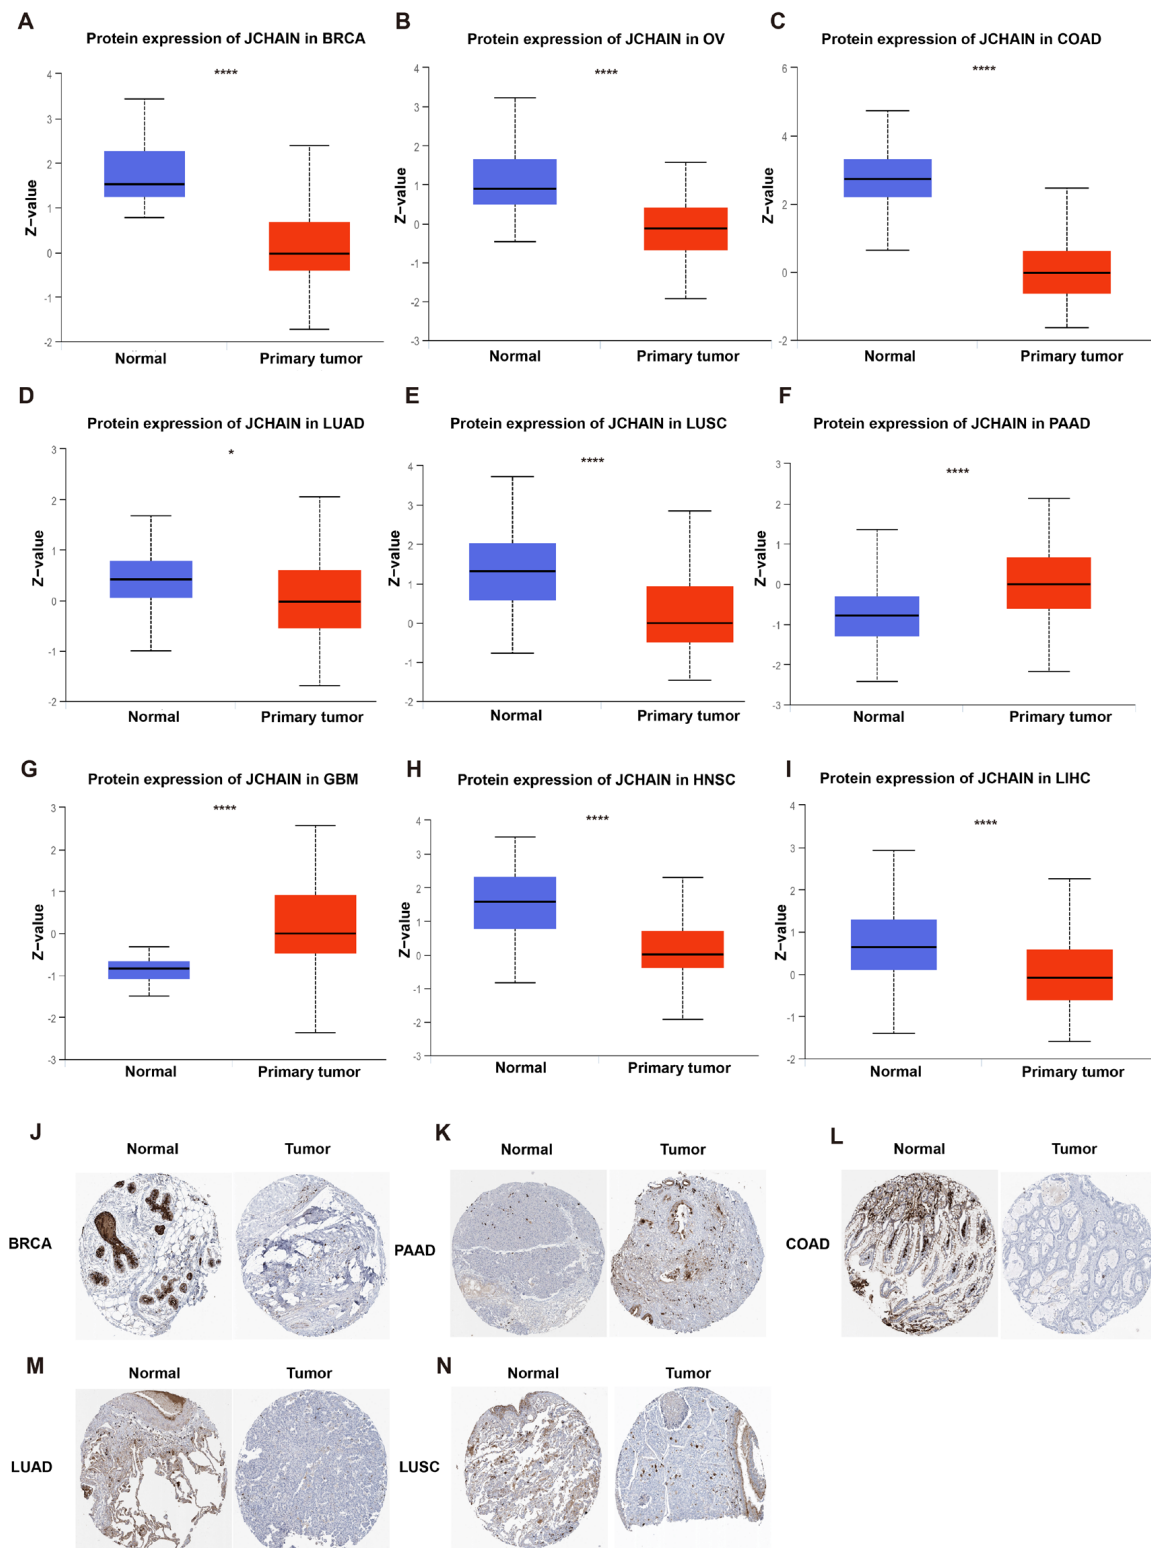 A
Protein expression of JCHAIN in BRCA
****
Z-value
4
3
2
1
0
-1
-2
Normal
Primary tumor
B
Protein expression of JCHAIN in OV
****
Z-value
4
3
2
1
0
-1
-2
-3
Normal
Primary tumor
C
Protein expression of JCHAIN in COAD
****
Z-value
6
4
2
0
-2
Normal
Primary tumor
D
Protein expression of JCHAIN in LUAD
*
Z-value
3
2
1
0
-1
-2
Normal
Primary tumor
E
Protein expression of JCHAIN in LUSC
****
Z-value
4
3
2
1
0
-1
-2
Normal
Primary tumor
F
Protein expression of JCHAIN in PAAD
****
Z-value
3
2
1
0
-1
-2
-3
Normal
Primary tumor
G
Protein expression of JCHAIN in GBM
****
Z-value
3
2
1
0
-1
-2
-3
Normal
Primary tumor
H
Protein expression of JCHAIN in HNSC
****
Z-value
4
3
2
1
0
-1
-2
-3
Normal
Primary tumor
I
Protein expression of JCHAIN in LIHC
****
Z-value
4
3
2
1
0
-1
-2
Normal
Primary tumor
J
Normal
Tumor
BRCA
K
Normal
Tumor
PAAD
L
Normal
Tumor
COAD
M
Normal
Tumor
LUAD
N
Normal
Tumor
LUSC